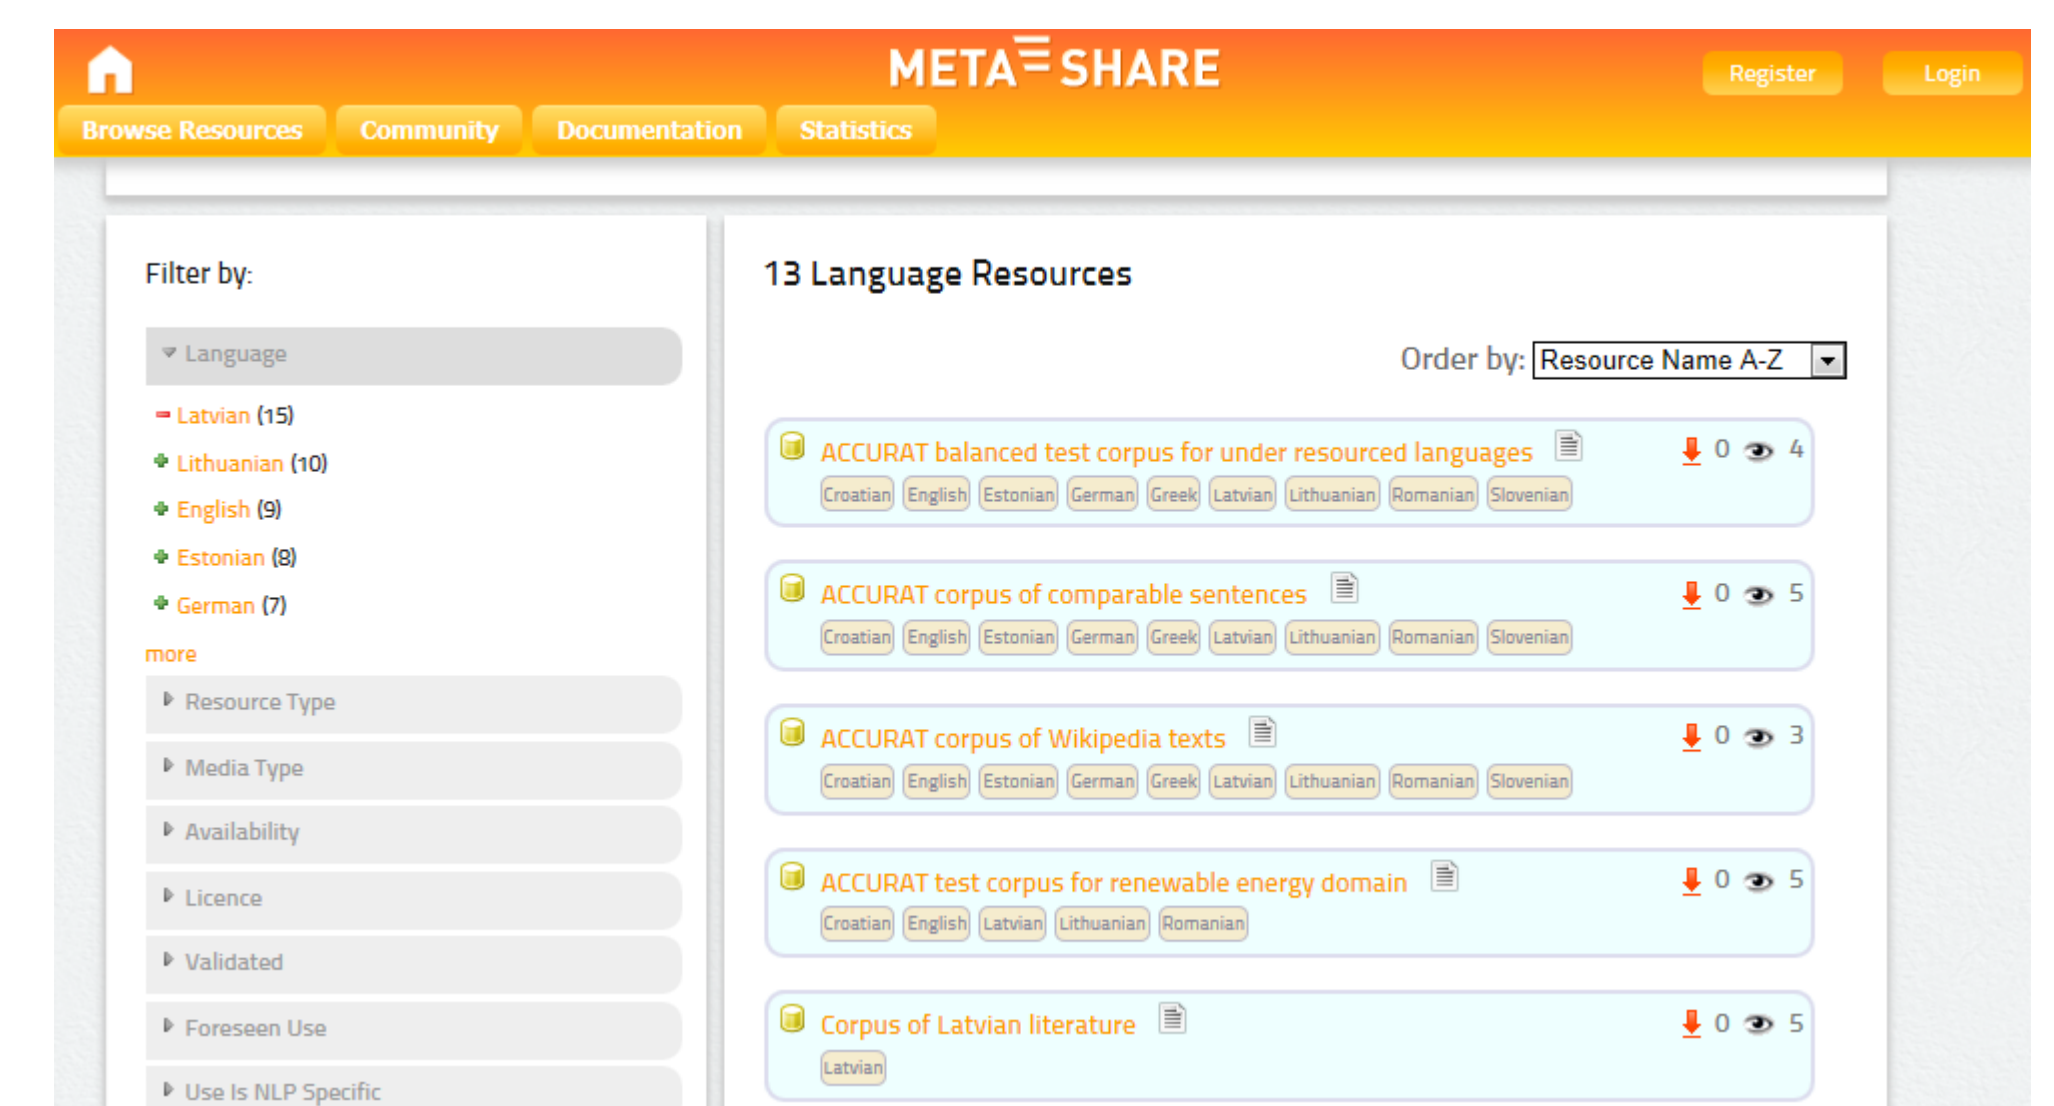 META SHARE
Register
Login
Browse Resources
Community
Documentation
Statistics
Filter by:
Language
Latvian (15)
Lithuanian (10)
English (9)
Estonian (8)
German (7)
more
Resource Type
Media Type
Availability
Licence
Validated
Foreseen Use
Use Is NLP Specific
13 Language Resources
Order by: Resource Name A-Z
ACCURAT balanced test corpus for under resourced languages 0 4
Croatian English Estonian German Greek Latvian Lithuanian Romanian Slovenian
ACCURAT corpus of comparable sentences 0 5
Croatian English Estonian German Greek Latvian Lithuanian Romanian Slovenian
ACCURAT corpus of Wikipedia texts 0 3
Croatian English Estonian German Greek Latvian Lithuanian Romanian Slovenian
ACCURAT test corpus for renewable energy domain 0 5
Croatian English Latvian Lithuanian Romanian
Corpus of Latvian literature 0 5
Latvian